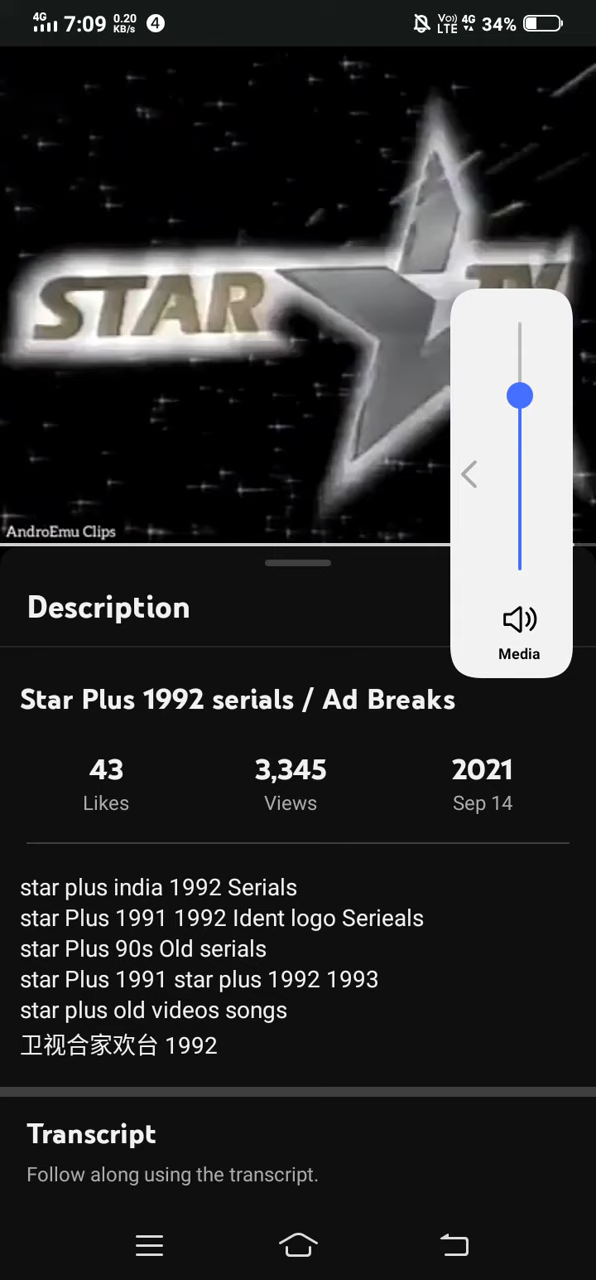 4G 7:09 0.20 KB/s 4 Vo)) LTE 4G 34%
STAR TV
AndroEmu Clips
Media
Description
Star Plus 1992 serials / Ad Breaks
43 3,345 2021
Likes Views Sep 14
star plus india 1992 Serials
star Plus 1991 1992 Ident logo Serieals
star Plus 90s Old serials
star Plus 1991 star plus 1992 1993
star plus old videos songs
卫视合家欢台 1992
Transcript
Follow along using the transcript.